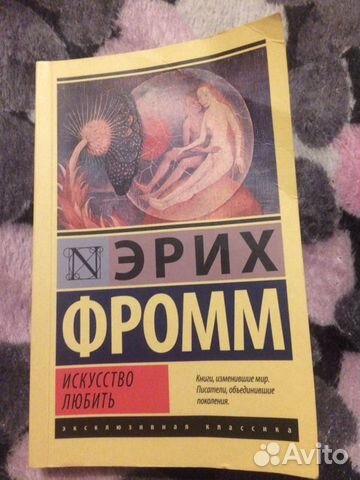 N
ЭРИХ
ФРОММ
ИСКУССТВО
ЛЮБИТЬ
Книги, изменившие мир.
Писатели, объединившие
поколения.
эксклюзивная классика
Avito